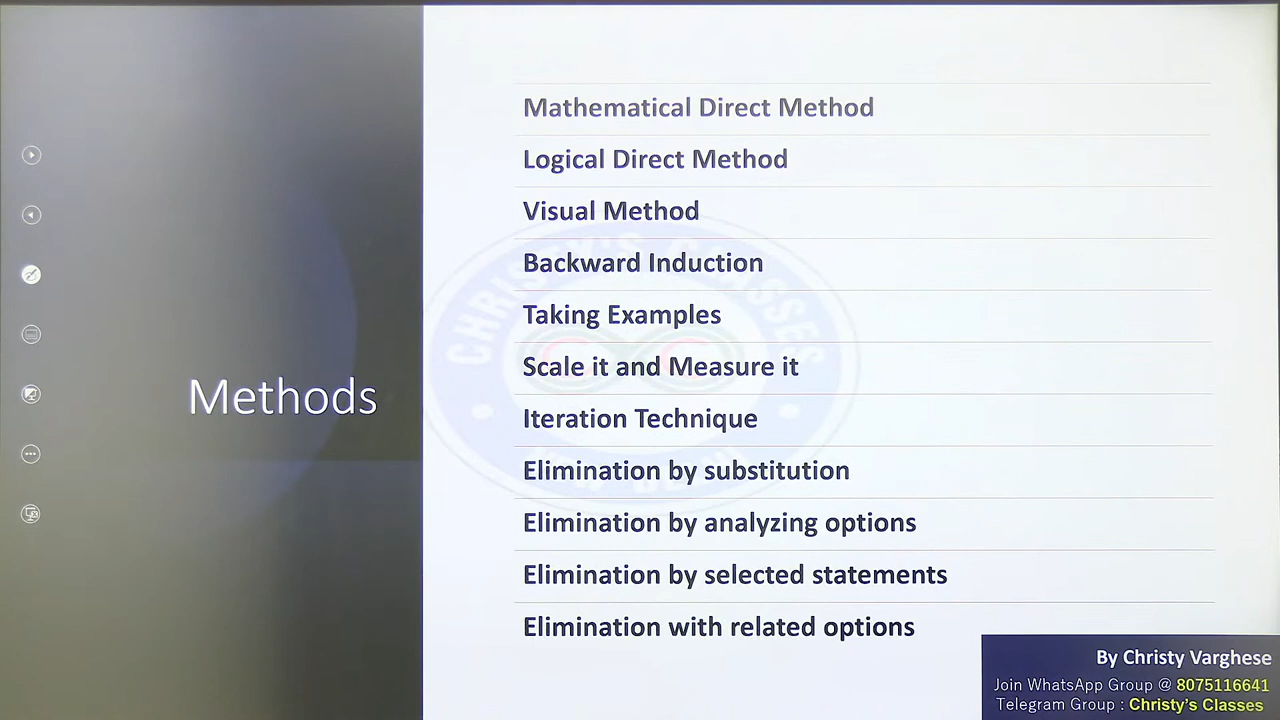 Methods
Mathematical Direct Method
Logical Direct Method
Visual Method
Backward Induction
Taking Examples
Scale it and Measure it
Iteration Technique
Elimination by substitution
Elimination by analyzing options
Elimination by selected statements
Elimination with related options
CHRISTY'S CLASSES
By Christy Varghese
Join WhatsApp Group @ 8075116641
Telegram Group : Christy's Classes